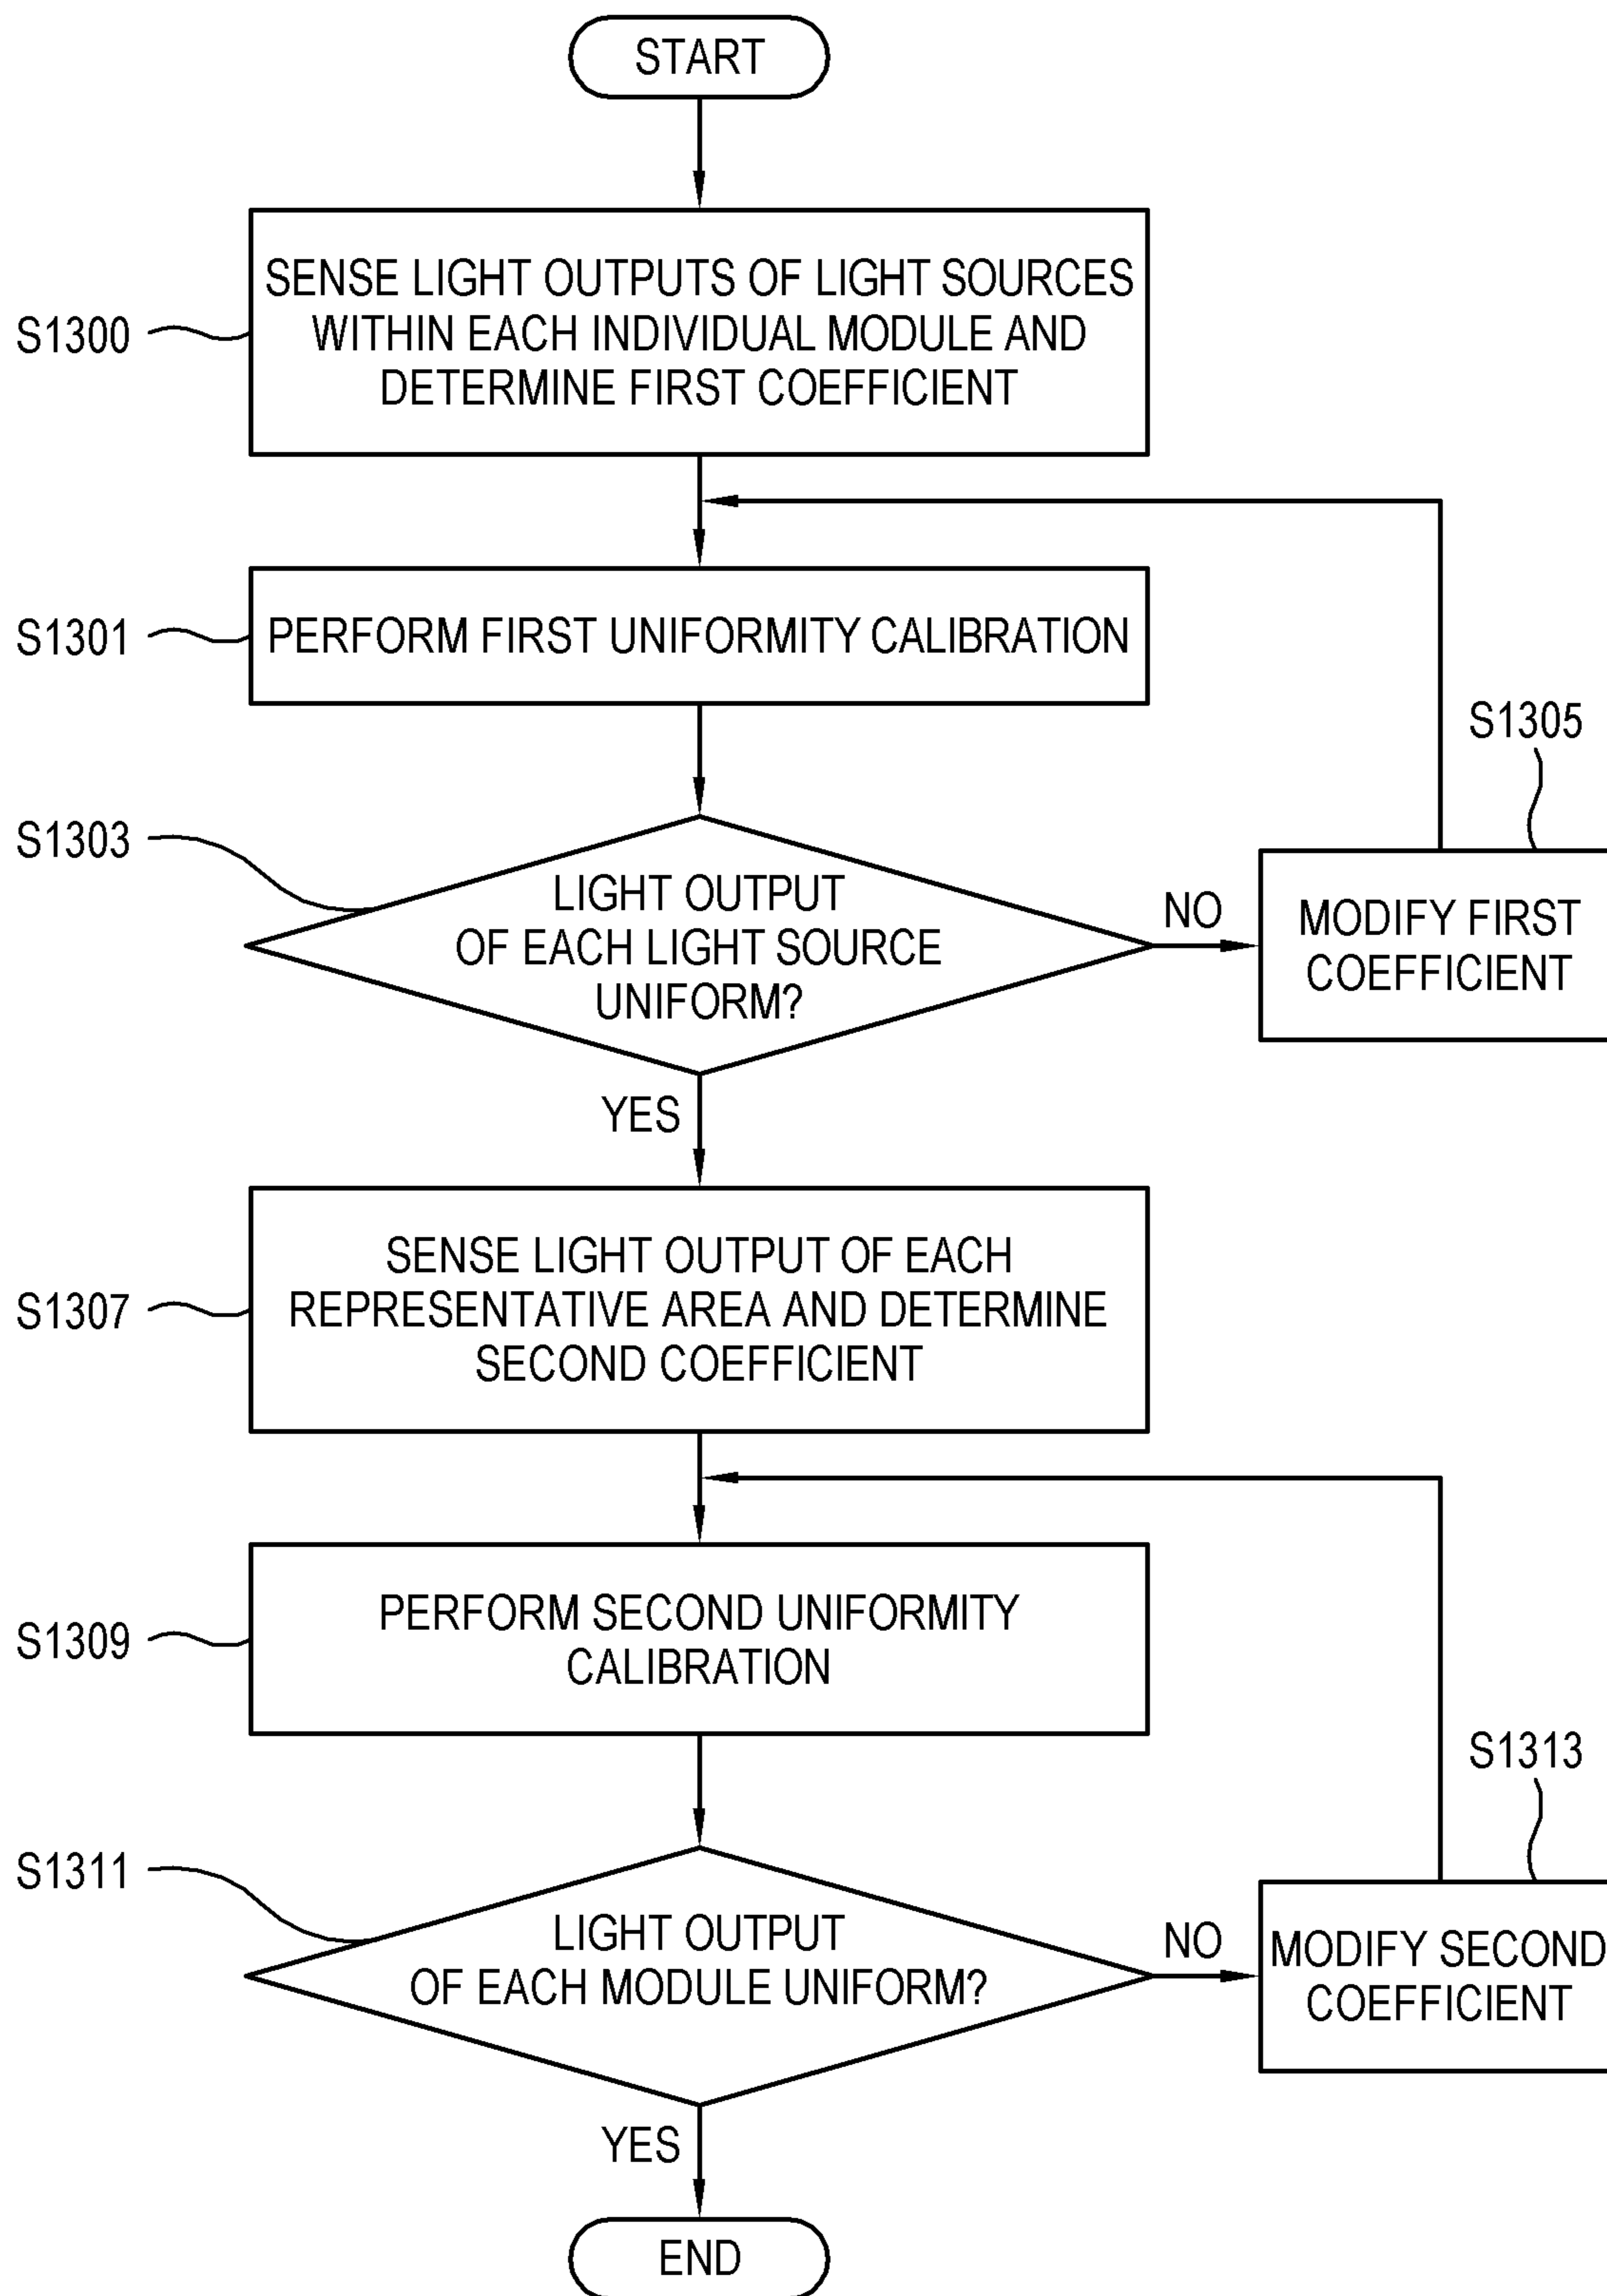 START
S1300
SENSE LIGHT OUTPUTS OF LIGHT SOURCES
WITHIN EACH INDIVIDUAL MODULE AND
DETERMINE FIRST COEFFICIENT
S1301
PERFORM FIRST UNIFORMITY CALIBRATION
S1303
LIGHT OUTPUT
OF EACH LIGHT SOURCE
UNIFORM?
NO
S1305
MODIFY FIRST
COEFFICIENT
YES
S1307
SENSE LIGHT OUTPUT OF EACH
REPRESENTATIVE AREA AND DETERMINE
SECOND COEFFICIENT
S1309
PERFORM SECOND UNIFORMITY
CALIBRATION
S1311
LIGHT OUTPUT
OF EACH MODULE UNIFORM?
NO
S1313
MODIFY SECOND
COEFFICIENT
YES
END